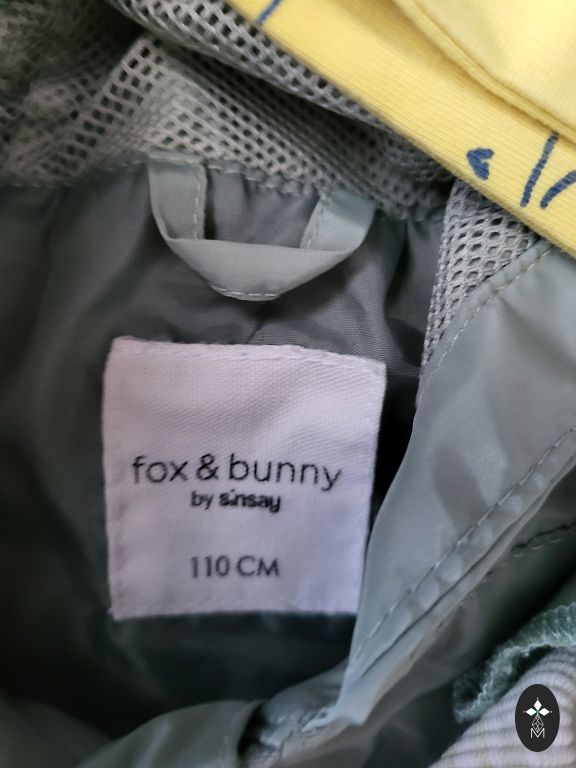 fox & bunny
by sinsay
110 CM